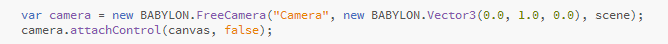 var camera = new BABYLON.FreeCamera("Camera", new BABYLON.Vector3(0.0, 1.0, 0.0), scene);
camera.attachControl(canvas, false);